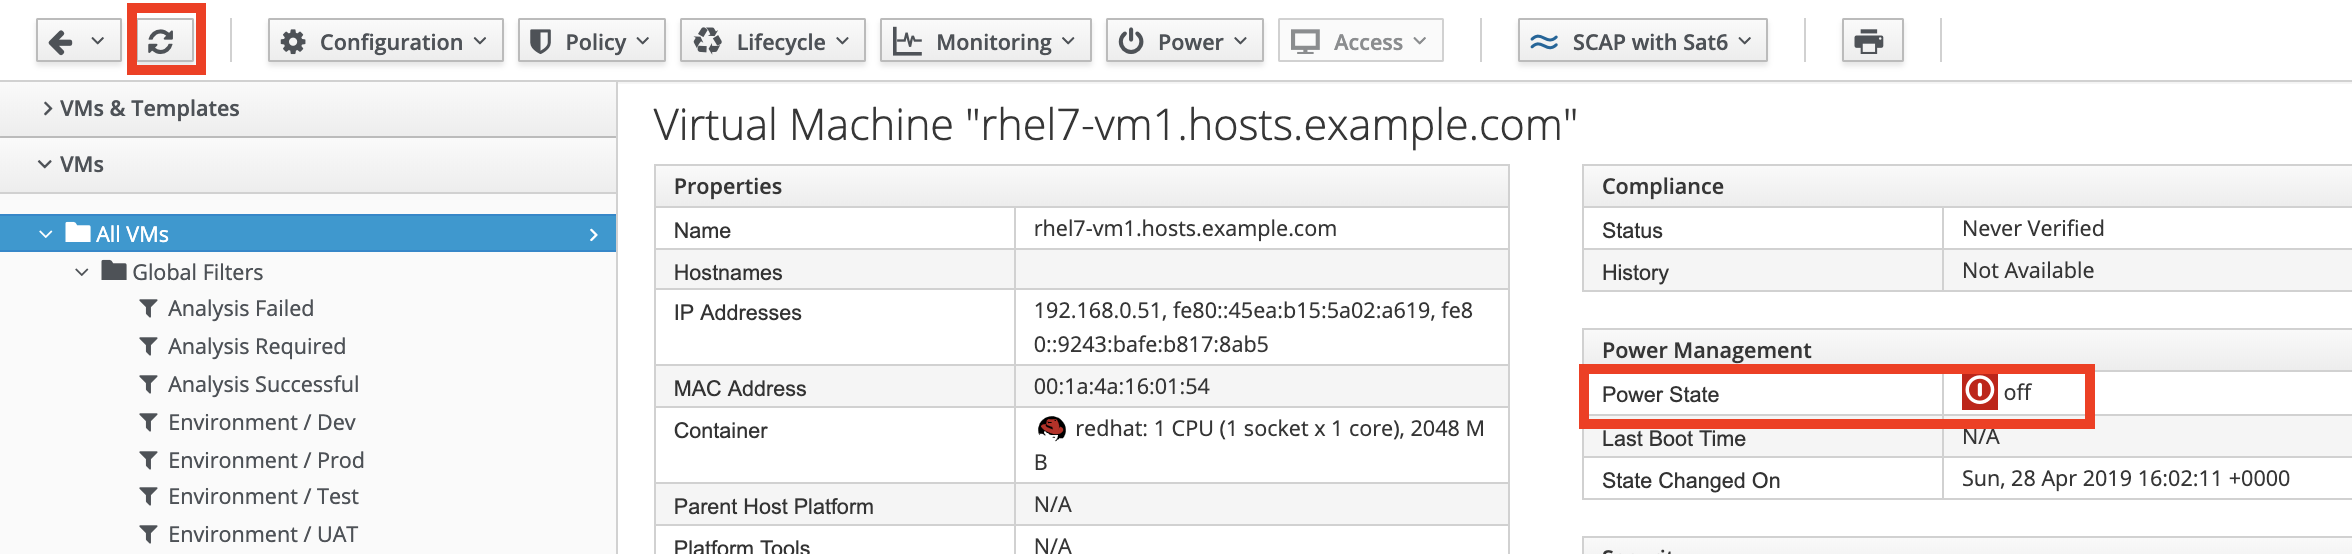 Configuration Policy Lifecycle Monitoring Power Access SCAP with Sat6
VMs & Templates
VMs
All VMs
Global Filters
Analysis Failed
Analysis Required
Analysis Successful
Environment / Dev
Environment / Prod
Environment / Test
Environment / UAT
Virtual Machine "rhel7-vm1.hosts.example.com"
Properties
Name rhel7-vm1.hosts.example.com
Hostnames
IP Addresses 192.168.0.51, fe80::45ea:b15:5a02:a619, fe8
0::9243:bafe:b817:8ab5
MAC Address 00:1a:4a:16:01:54
Container redhat: 1 CPU (1 socket x 1 core), 2048 M
B
Parent Host Platform N/A
Platform Tools N/A
Compliance
Status Never Verified
History Not Available
Power Management
Power State off
Last Boot Time N/A
State Changed On Sun, 28 Apr 2019 16:02:11 +0000